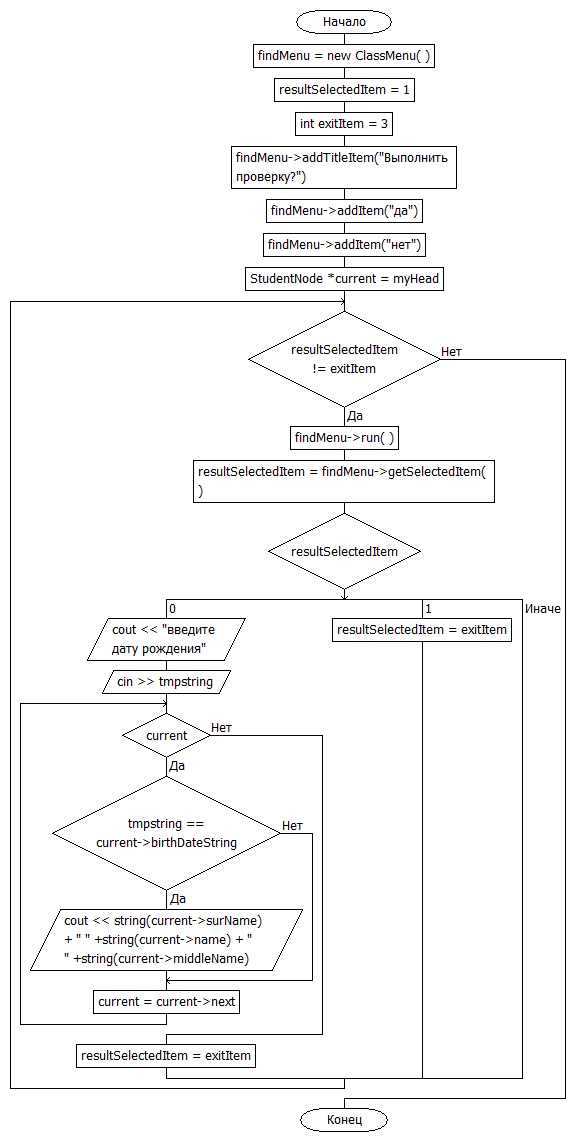 Начало
findMenu = new ClassMenu( )
resultSelectedItem = 1
int exitItem = 3
findMenu->addTitleItem("Выполнить
проверку?")
findMenu->addItem("да")
findMenu->addItem("нет")
StudentNode *current = myHead
resultSelectedItem
!= exitItem
Нет
Да
findMenu->run( )
resultSelectedItem = findMenu->getSelectedItem(
)
resultSelectedItem
0
1
Иначе
cout << "введите
дату рождения"
resultSelectedItem = exitItem
cin >> tmpstring
current
Нет
Да
tmpstring ==
current->birthDateString
Нет
Да
cout << string(current->surName)
+ " " +string(current->name) + "
" +string(current->middleName)
current = current->next
resultSelectedItem = exitItem
Конец